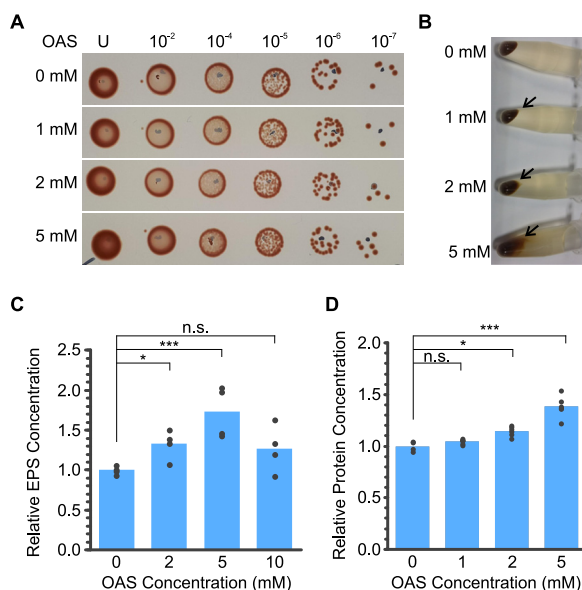 A
OAS U 10-2 10-4 10-5 10-6 10-7
0 mM
1 mM
2 mM
5 mM
B
0 mM
1 mM
2 mM
5 mM
C
n.s.
***
*
Relative EPS Concentration
2.5
2.0
1.5
1.0
0.5
0.0
0 2 5 10
OAS Concentration (mM)
D
***
*
n.s.
Relative Protein Concentration
2.0
1.5
1.0
0.5
0.0
0 1 2 5
OAS Concentration (mM)